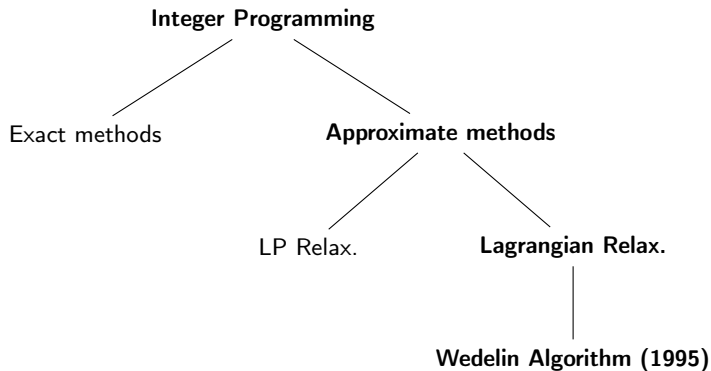 Integer Programming
Exact methods
Approximate methods
LP Relax.
Lagrangian Relax.
Wedelin Algorithm (1995)